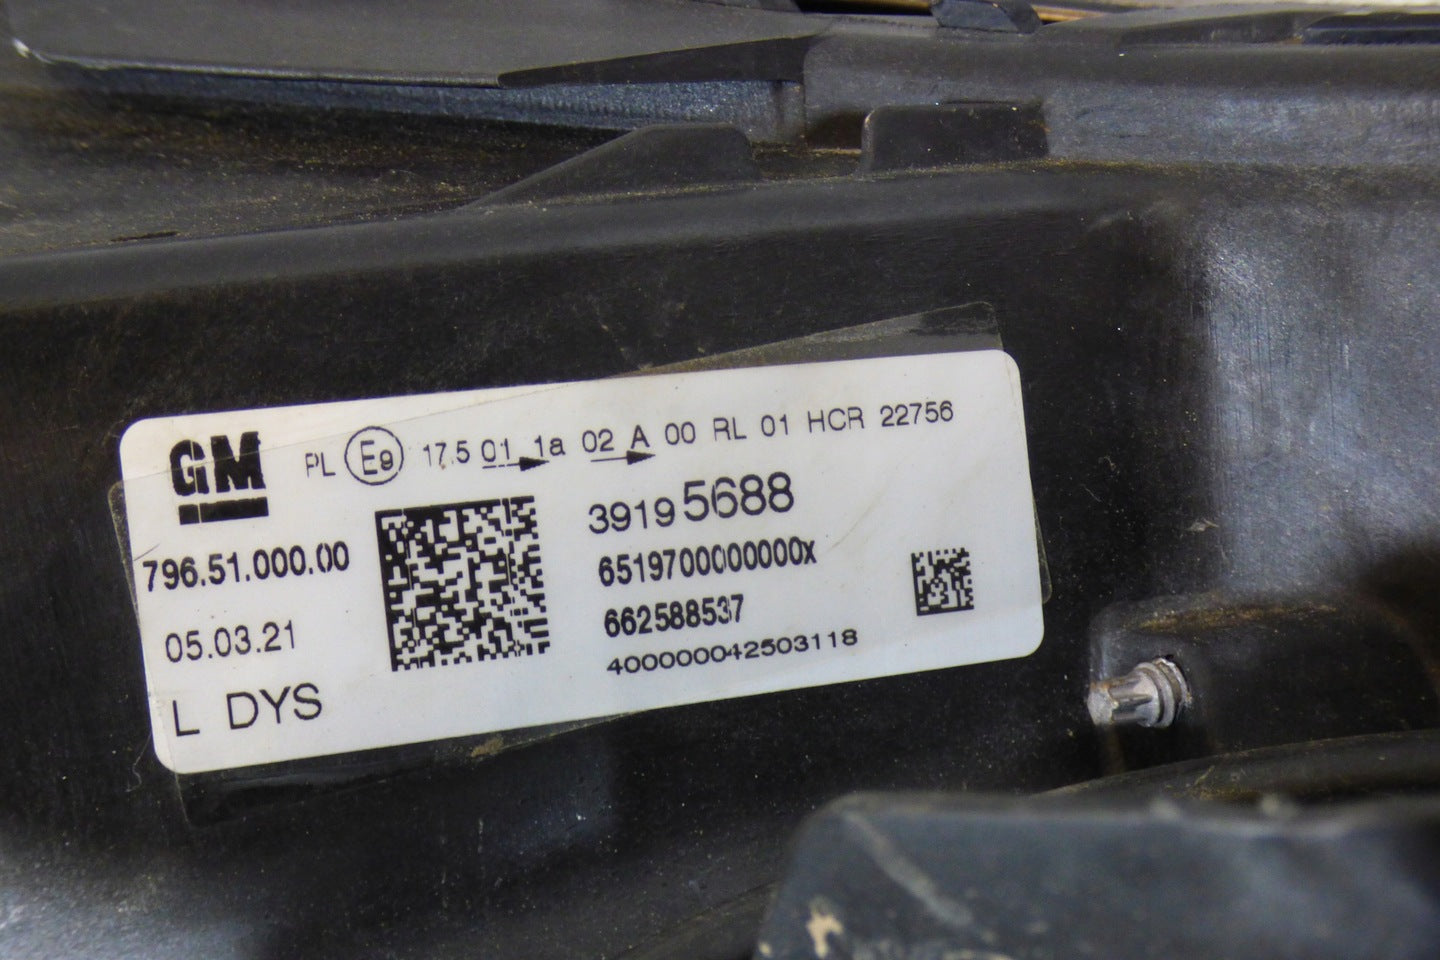 GM PL E9 17.5 01 1a 02 A 00 RL 01 HCR 22756
39195688
796.51.000.00
6519700000000x
662588537
05.03.21
400000042503118
L DYS